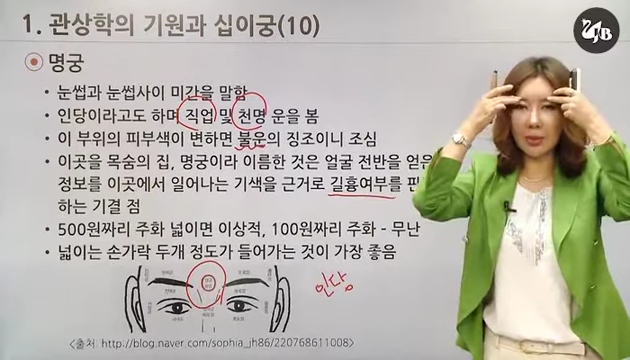 1. 관상학의 기원과 십이궁(10)
명궁
• 눈썹과 눈썹사이 미간을 말함
• 인당이라고도 하며 직업 및 천명 운을 봄
• 이 부위의 피부색이 변하면 불운의 징조이니 조심
• 이곳을 목숨의 집, 명궁이라 이름한 것은 얼굴 전반을 얻은
정보를 이곳에서 일어나는 기색을 근거로 길흉여부를 판
하는 기결 점
• 500원짜리 주화 넓이면 이상적, 100원짜리 주화 - 무난
• 넓이는 손가락 두개 정도가 들어가는 것이 가장 좋음
인당
<출처: http://blog.naver.com/sophia_jh86/220768611008>